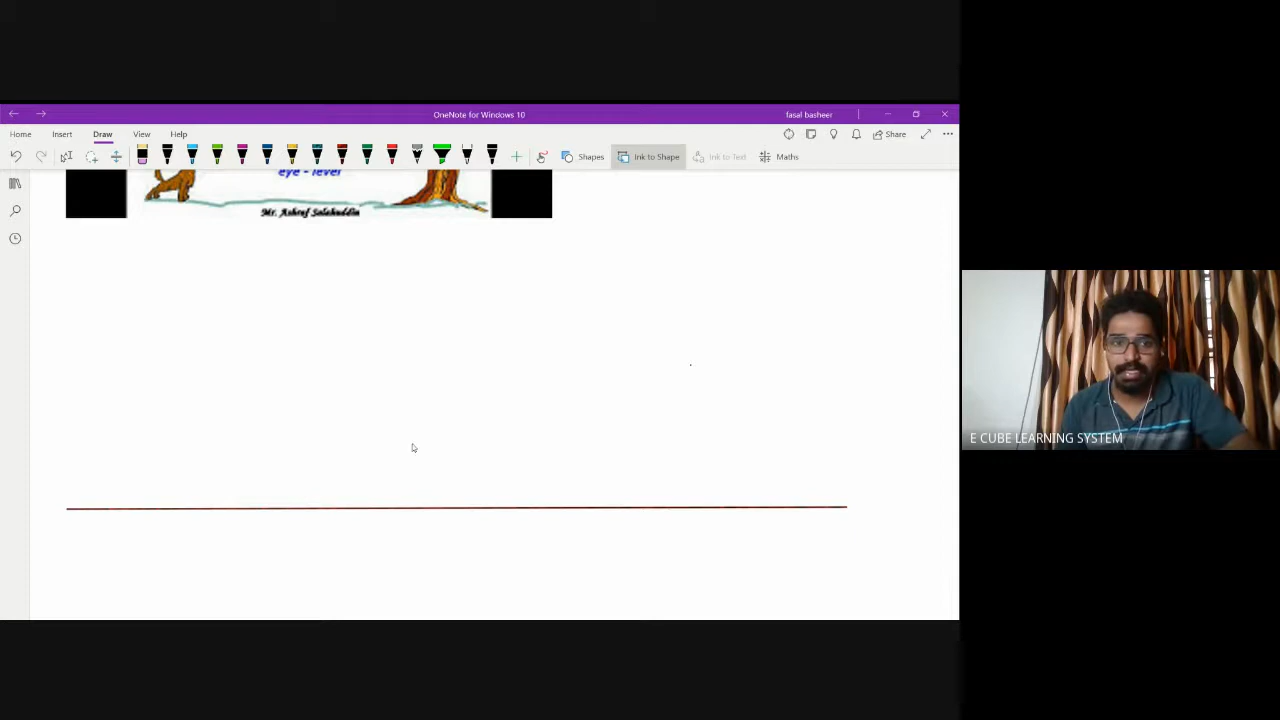 OneNote for Windows 10
fasal basheer
Home
Insert
Draw
View
Help
Share
Shapes
Ink to Shape
Ink to Text
Maths
eye - level
Mr. Ashraf Salahuddin
E CUBE LEARNING SYSTEM